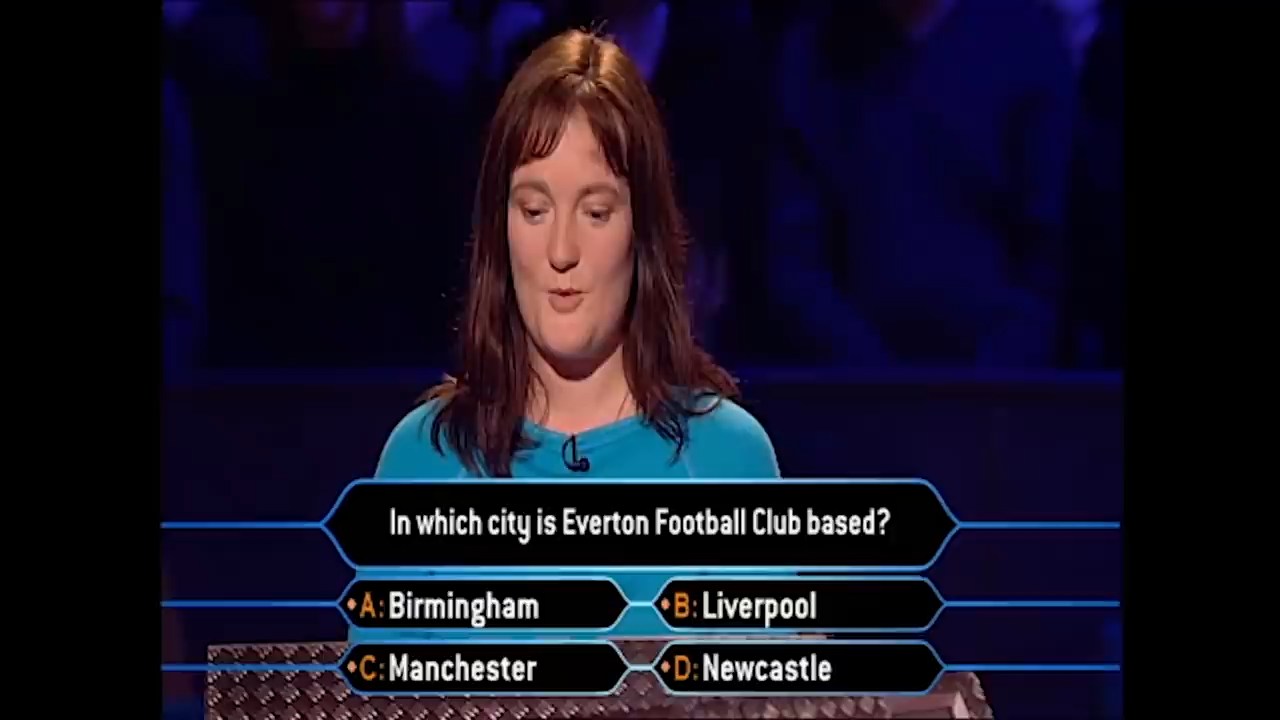 In which city is Everton Football Club based?
A: Birmingham
B: Liverpool
C: Manchester
D: Newcastle